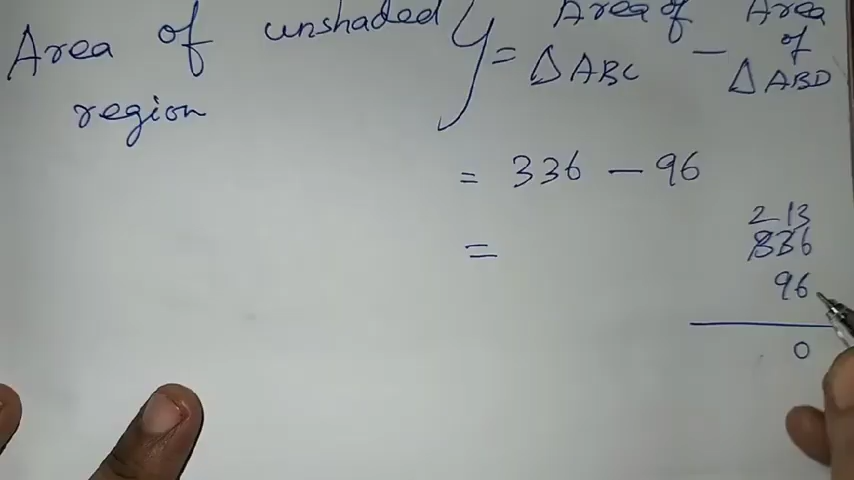 Area of unshaded } = Area of Area
region ΔABC — of
ΔABD
= 336 — 96
=
2 13
336
96
0